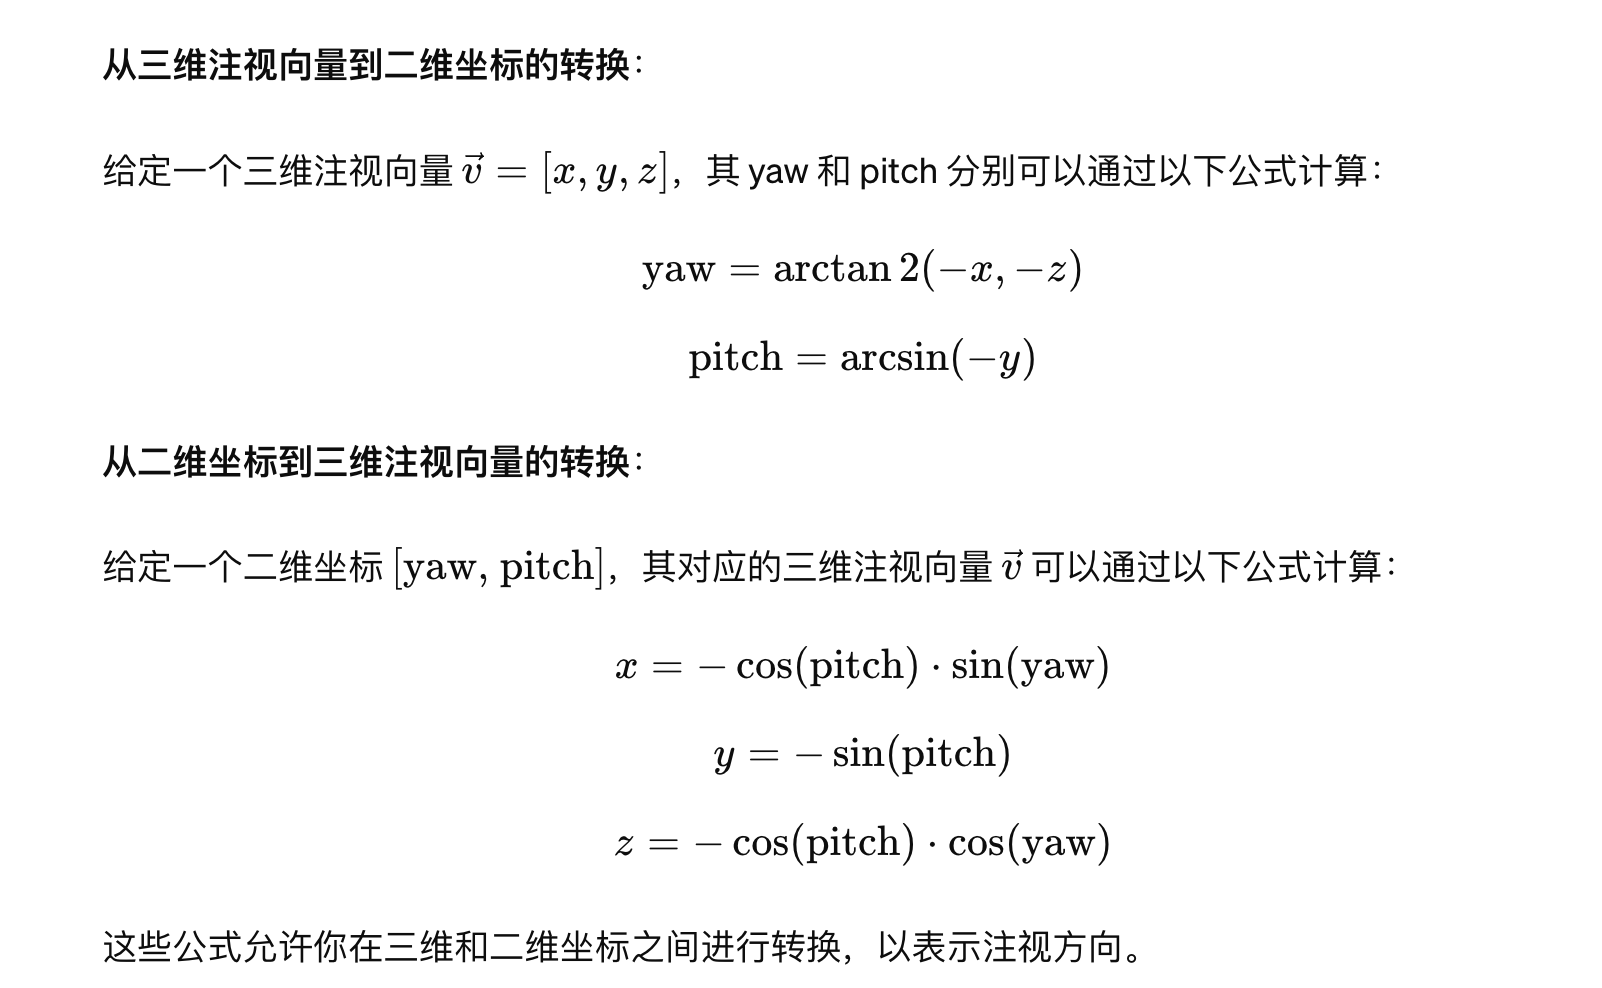 从三维注视向量到二维坐标的转换：
给定一个三维注视向量 $\vec{v} = [x, y, z]$，其 yaw 和 pitch 分别可以通过以下公式计算：
$\text{yaw} = \arctan 2(-x, -z)$
$\text{pitch} = \arcsin(-y)$
从二维坐标到三维注视向量的转换：
给定一个二维坐标 $[\text{yaw}, \text{pitch}]$，其对应的三维注视向量 $\vec{v}$ 可以通过以下公式计算：
$x = -\cos(\text{pitch}) \cdot \sin(\text{yaw})$
$y = -\sin(\text{pitch})$
$z = -\cos(\text{pitch}) \cdot \cos(\text{yaw})$
这些公式允许你在三维和二维坐标之间进行转换，以表示注视方向。